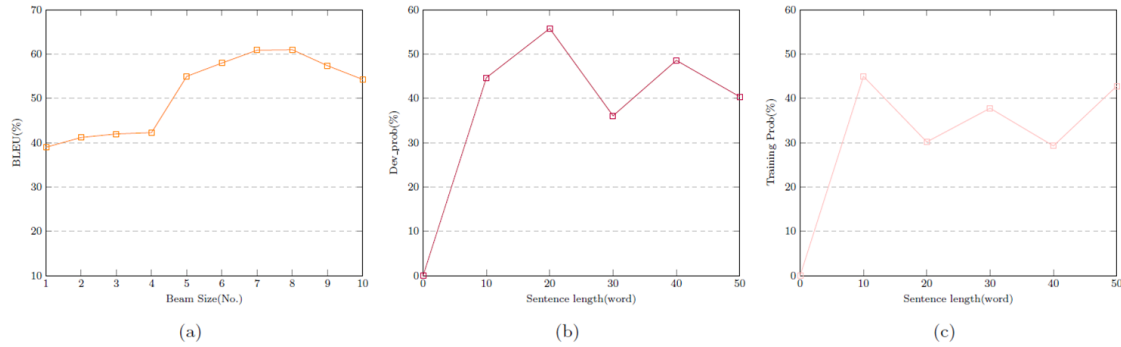 70
60
50
40
30
20
10
BLEU(%)
1 2 3 4 5 6 7 8 9 10
Beam Size(No.)
(a)
60
50
40
30
20
10
0
Dev_prob(%)
0 10 20 30 40 50
Sentence length(word)
(b)
60
50
40
30
20
10
0
Training Prob(%)
0 10 20 30 40 50
Sentence length(word)
(c)